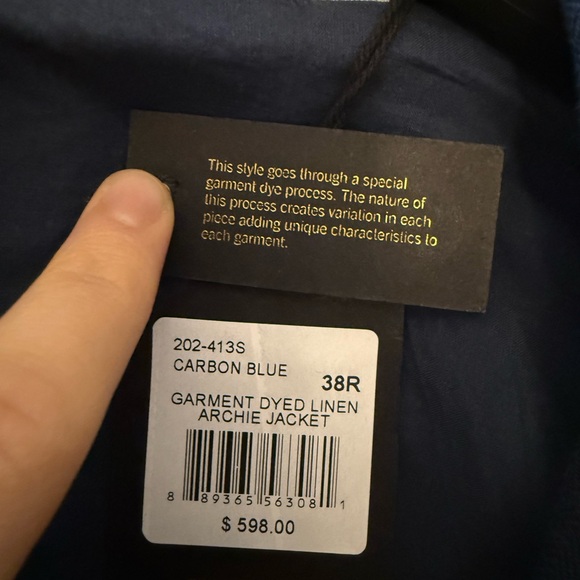 This style goes through a special
garment dye process. The nature of
this process creates variation in each
piece adding unique characteristics to
each garment.
202-413S
CARBON BLUE
38R
GARMENT DYED LINEN
ARCHIE JACKET
8 89365 56308 1
$ 598.00